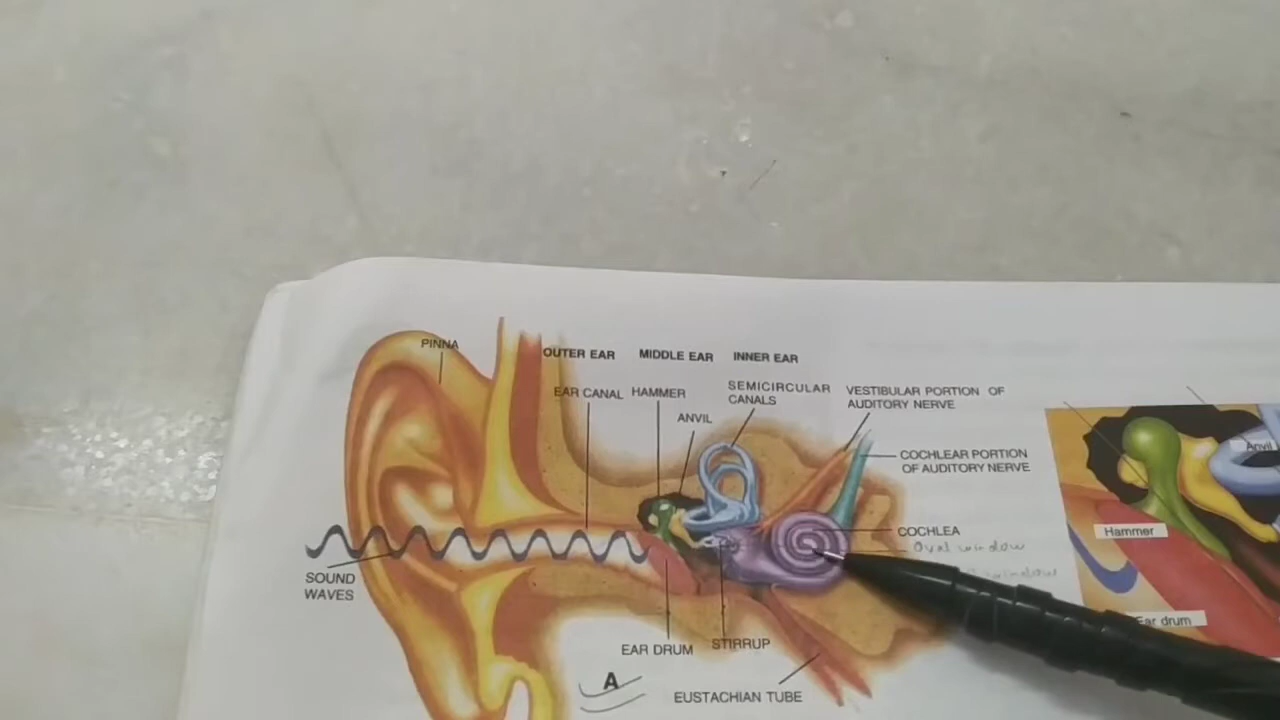 PINNA
OUTER EAR MIDDLE EAR INNER EAR
EAR CANAL HAMMER
ANVIL
SEMICIRCULAR
CANALS
VESTIBULAR PORTION OF
AUDITORY NERVE
COCHLEAR PORTION
OF AUDITORY NERVE
COCHLEA
Oval window
SOUND
WAVES
EAR DRUM STIRRUP
EUSTACHIAN TUBE
A
Anvil
Hammer
Ear drum